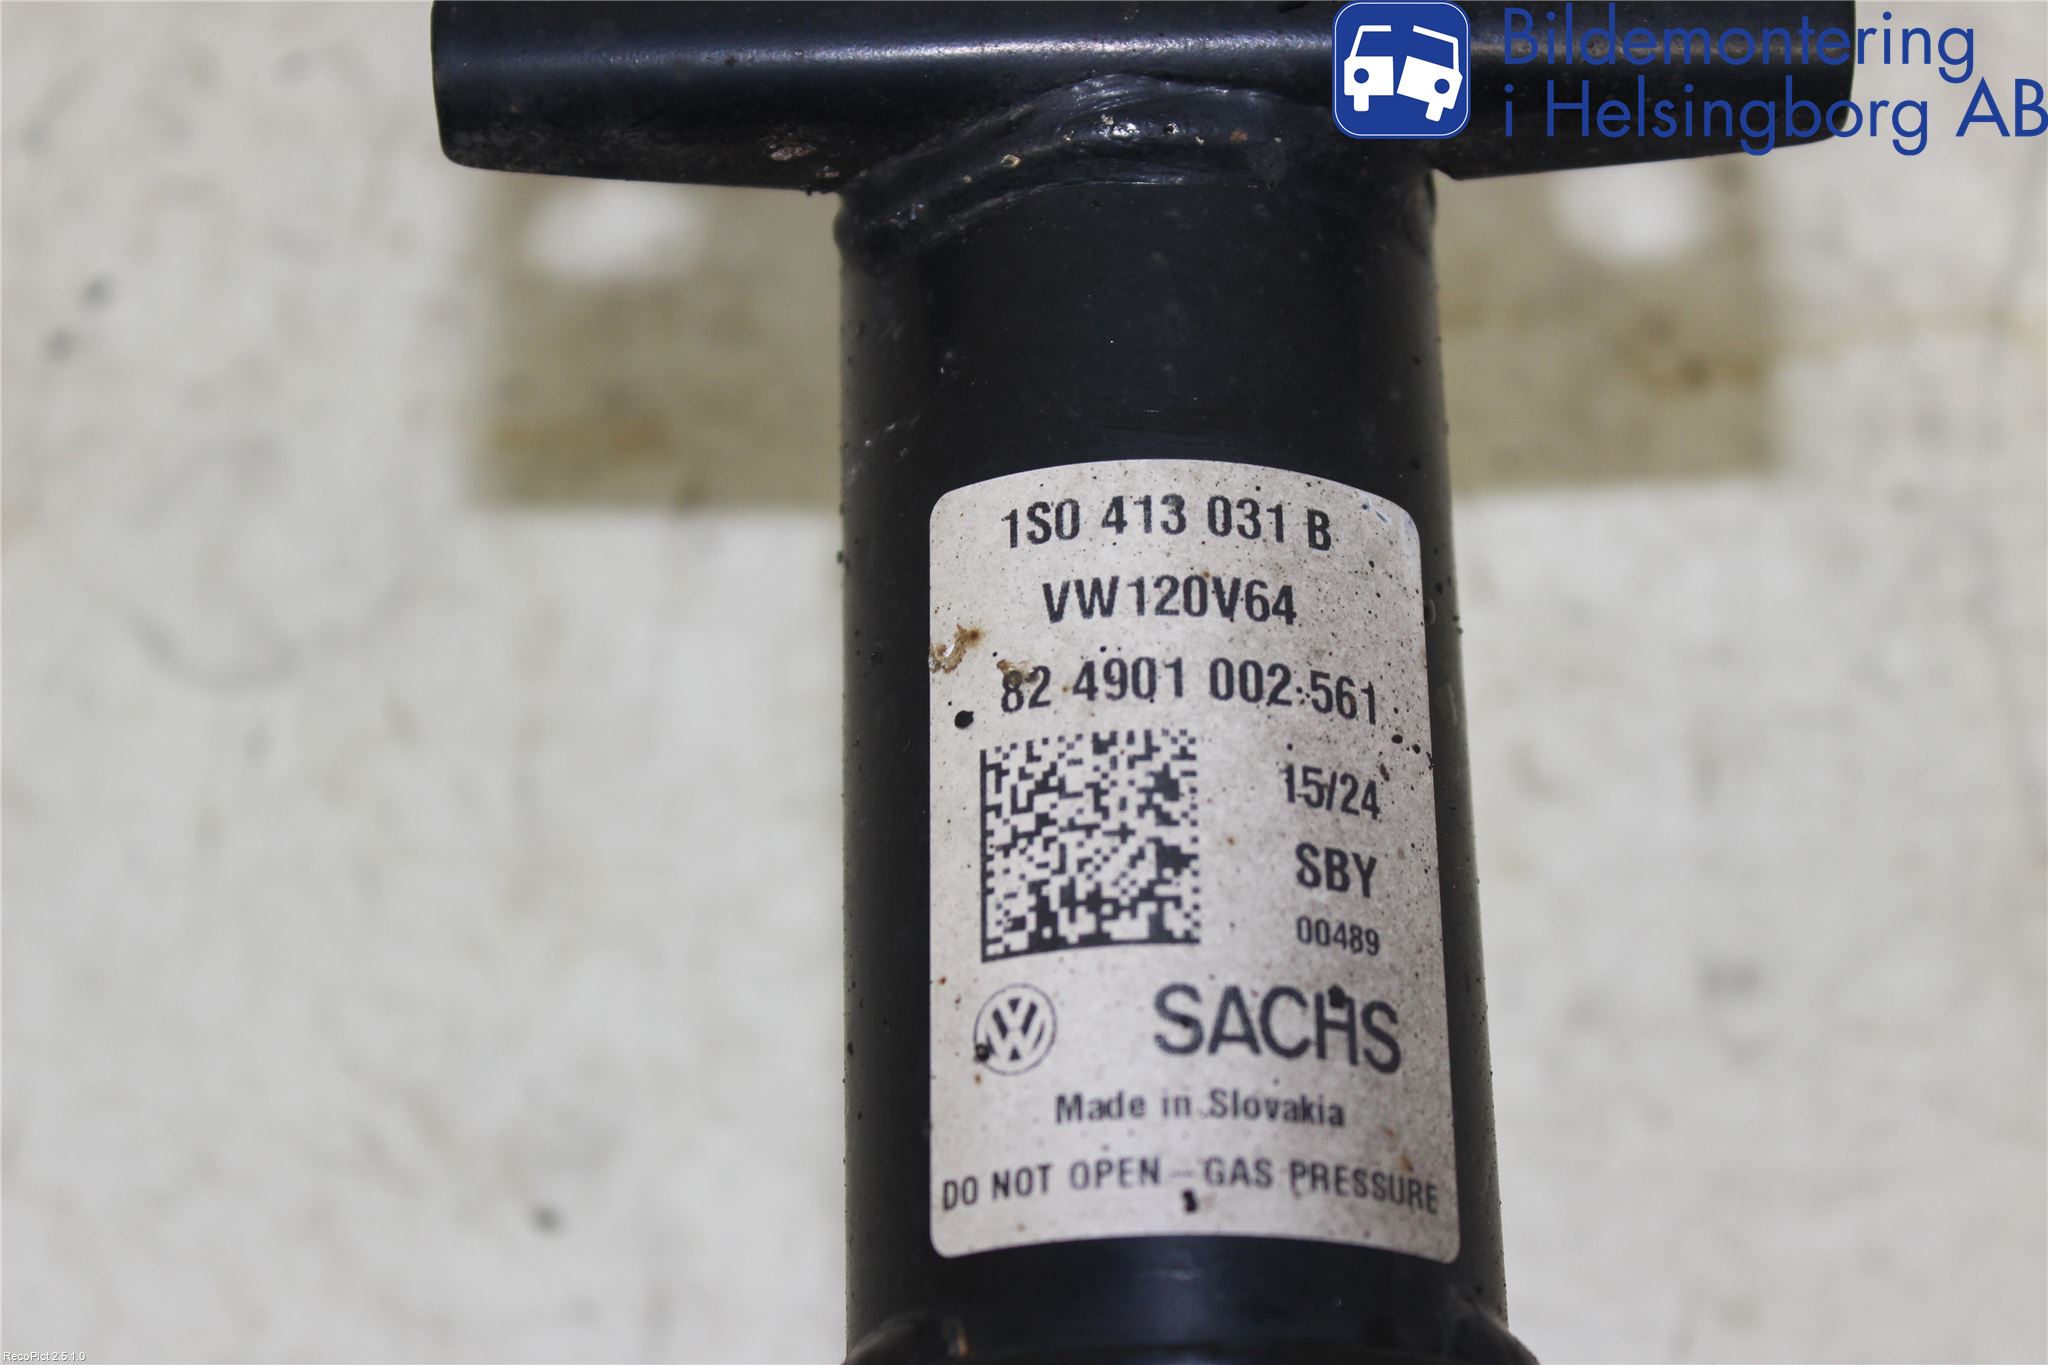 Bildemontering
i Helsingborg AB
1S0 413 031 B
VW120V64
82 4901 002 561
15/24
SBY
00489
SACHS
Made in Slovakia
DO NOT OPEN - GAS PRESSURE
RecoPict 2.5.1.0